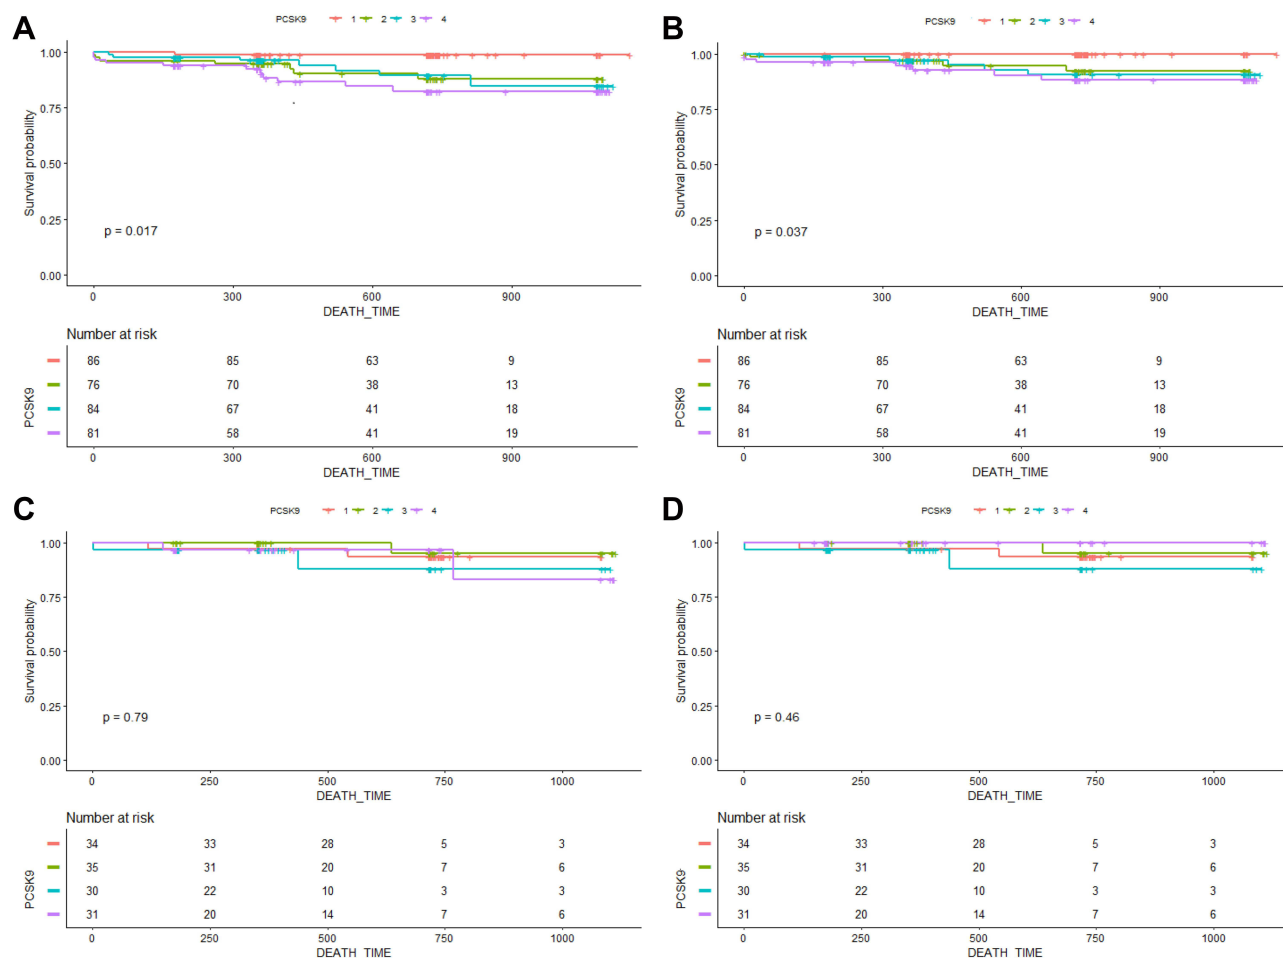 A
PCSK9 1 2 3 4
Survival probability
1.00
0.75
0.50
0.25
0.00
p = 0.017
0 300 600 900
DEATH_TIME
Number at risk
PCSK9
86 85 63 9
76 70 38 13
84 67 41 18
81 58 41 19
0 300 600 900
DEATH_TIME
B
PCSK9 1 2 3 4
Survival probability
1.00
0.75
0.50
0.25
0.00
p = 0.037
0 300 600 900
DEATH_TIME
Number at risk
PCSK9
86 85 63 9
76 70 38 13
84 67 41 18
81 58 41 19
0 300 600 900
DEATH_TIME
C
PCSK9 1 2 3 4
Survival probability
1.00
0.75
0.50
0.25
0.00
p = 0.79
0 250 500 750 1000
DEATH_TIME
Number at risk
PCSK9
34 33 28 5 3
35 31 20 7 6
30 22 10 3 3
31 20 14 7 6
0 250 500 750 1000
DEATH_TIME
D
PCSK9 1 2 3 4
Survival probability
1.00
0.75
0.50
0.25
0.00
p = 0.46
0 250 500 750 1000
DEATH_TIME
Number at risk
PCSK9
34 33 28 5 3
35 31 20 7 6
30 22 10 3 3
31 20 14 7 6
0 250 500 750 1000
DEATH_TIME